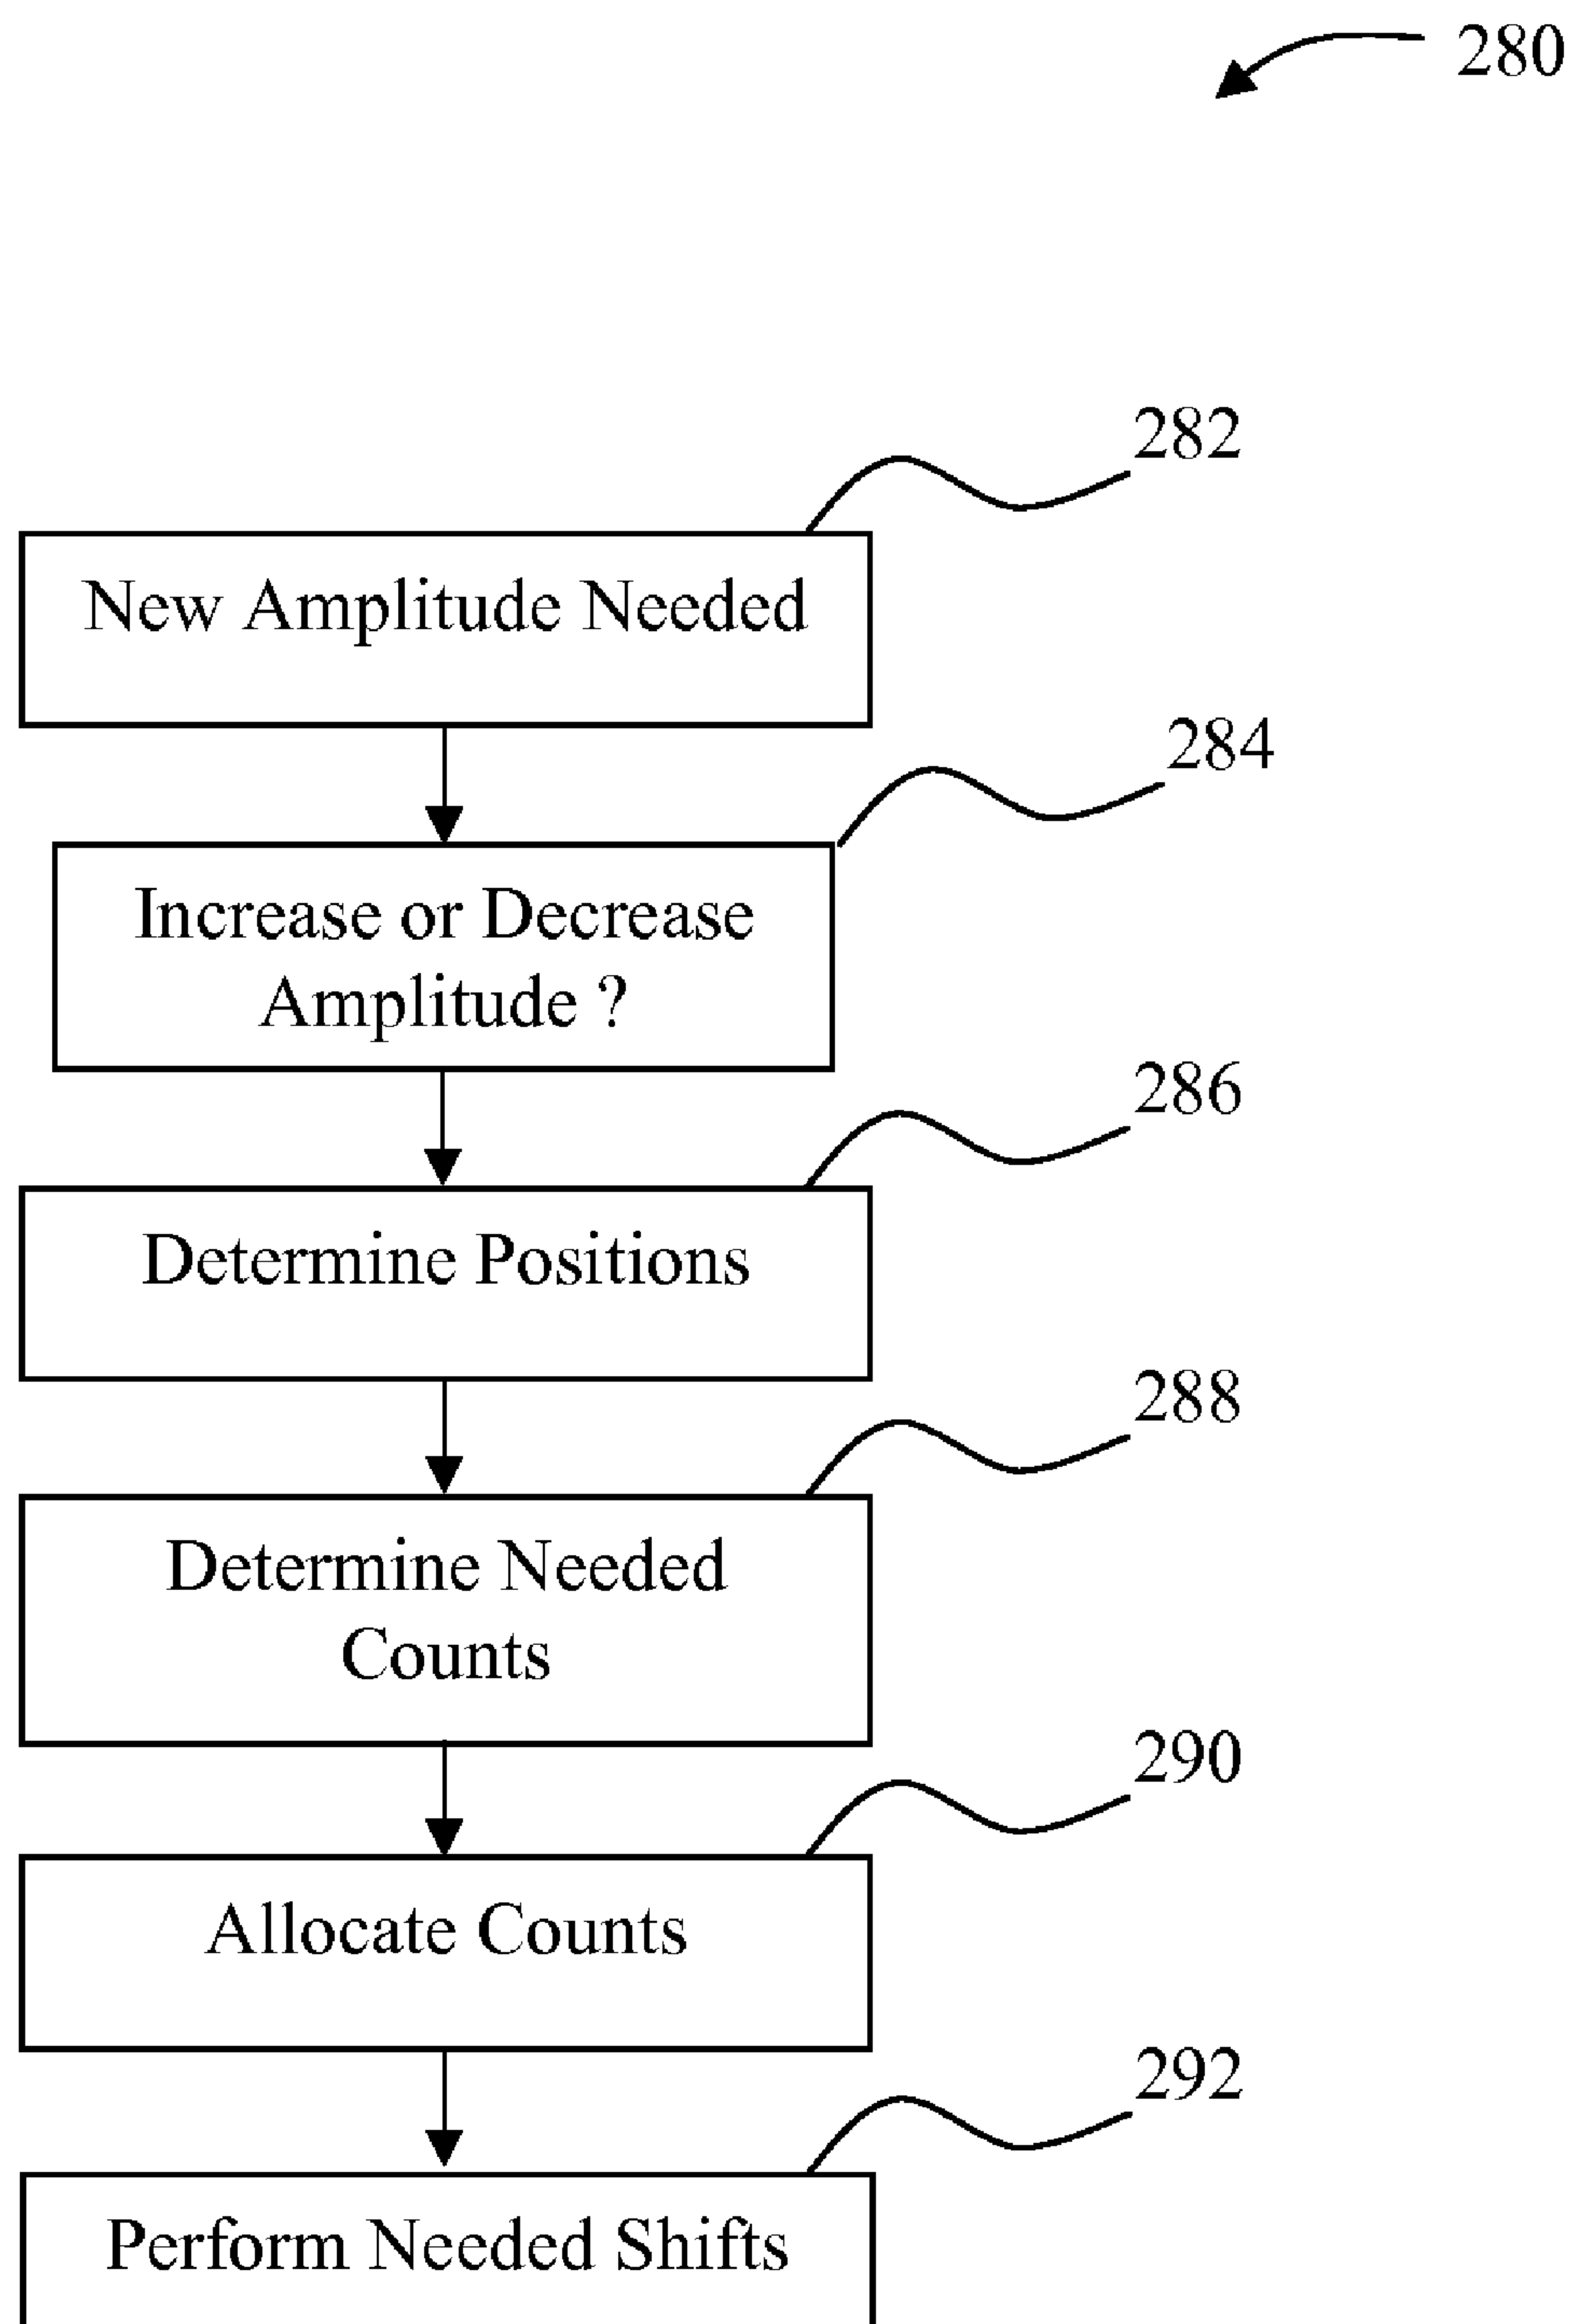 280
282
New Amplitude Needed
284
Increase or Decrease
Amplitude ?
286
Determine Positions
288
Determine Needed
Counts
290
Allocate Counts
292
Perform Needed Shifts